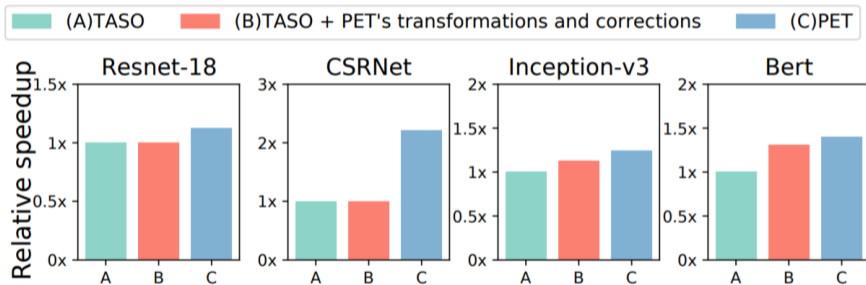 (A)TASO (B)TASO + PET's transformations and corrections (C)PET
Relative speedup
Resnet-18
1.5x
1x
0.5x
0x
A B C
CSRNet
3x
2x
1x
0x
A B C
Inception-v3
2x
1.5x
1x
0.5x
0x
A B C
Bert
2x
1.5x
1x
0.5x
0x
A B C